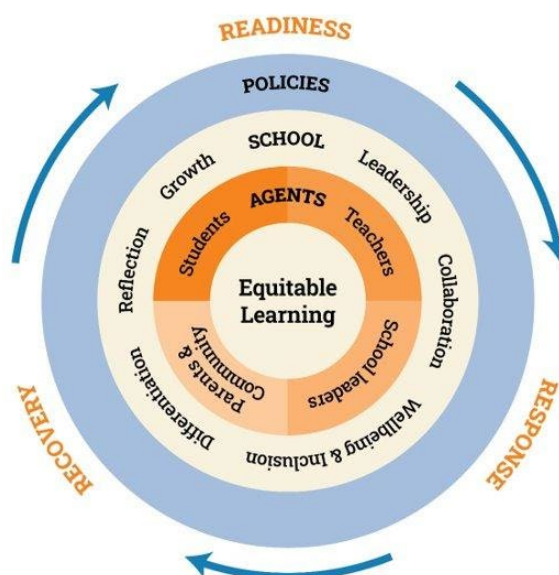 READINESS
POLICIES
SCHOOL
Growth
Leadership
AGENTS
Students
Teachers
Reflection
Collaboration
Equitable
Learning
Parents &
Community
School leaders
Differentiation
Wellbeing & Inclusion
RECOVERY
RESPONSE